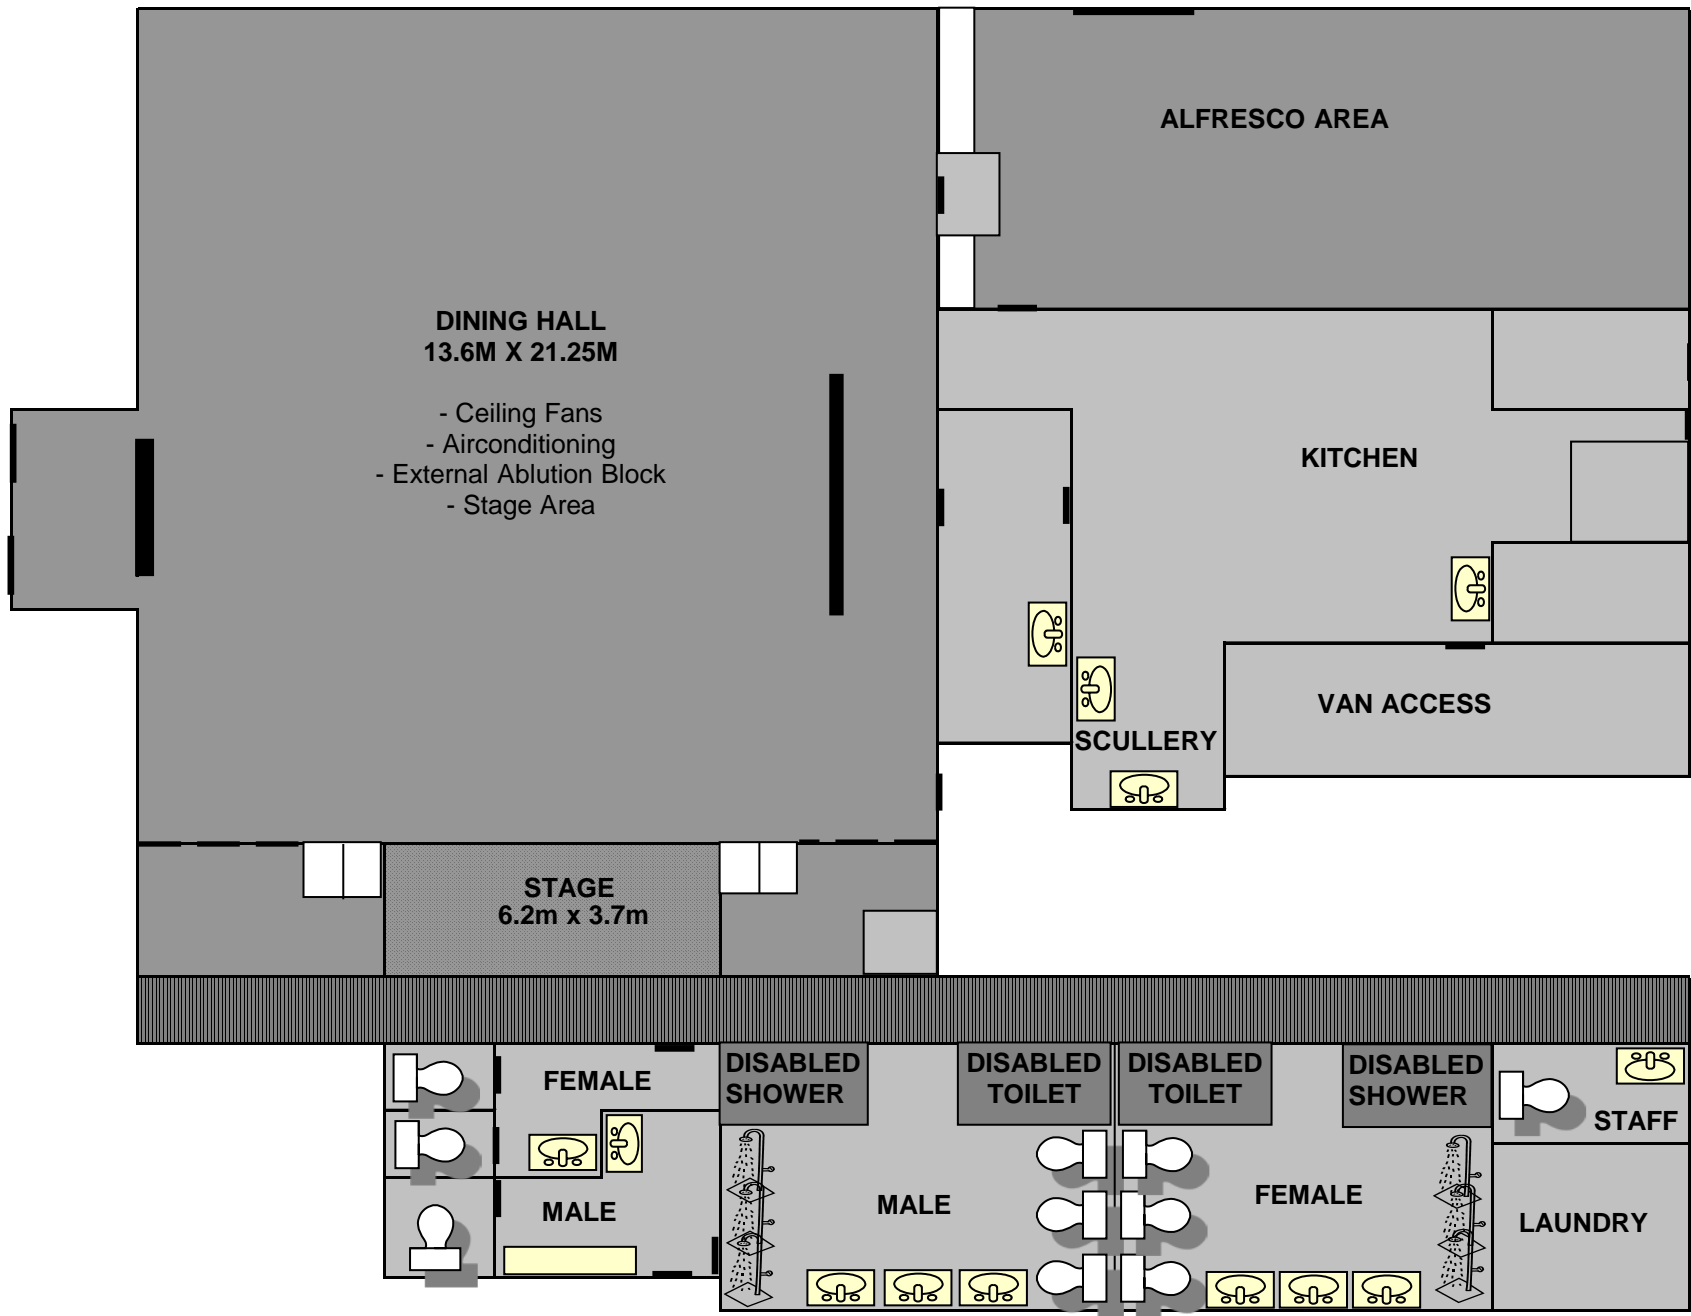 ALFRESCO AREA
DINING HALL
13.6M X 21.25M
- Ceiling Fans
- Airconditioning
- External Ablution Block
- Stage Area
KITCHEN
VAN ACCESS
SCULLERY
STAGE
6.2m x 3.7m
FEMALE
MALE
DISABLED
SHOWER
DISABLED
TOILET
MALE
DISABLED
TOILET
DISABLED
SHOWER
FEMALE
STAFF
LAUNDRY